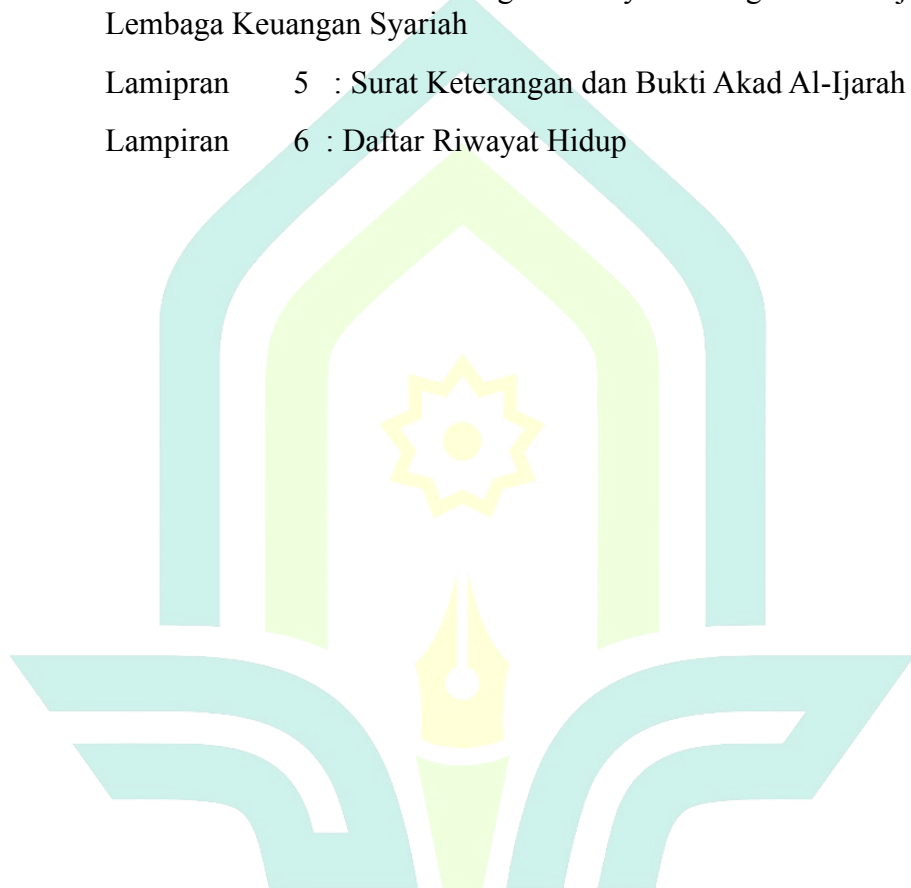 Lembaga Keuangan Syariah
Lamipran 5 : Surat Keterangan dan Bukti Akad Al-Ijarah
Lampiran 6 : Daftar Riwayat Hidup